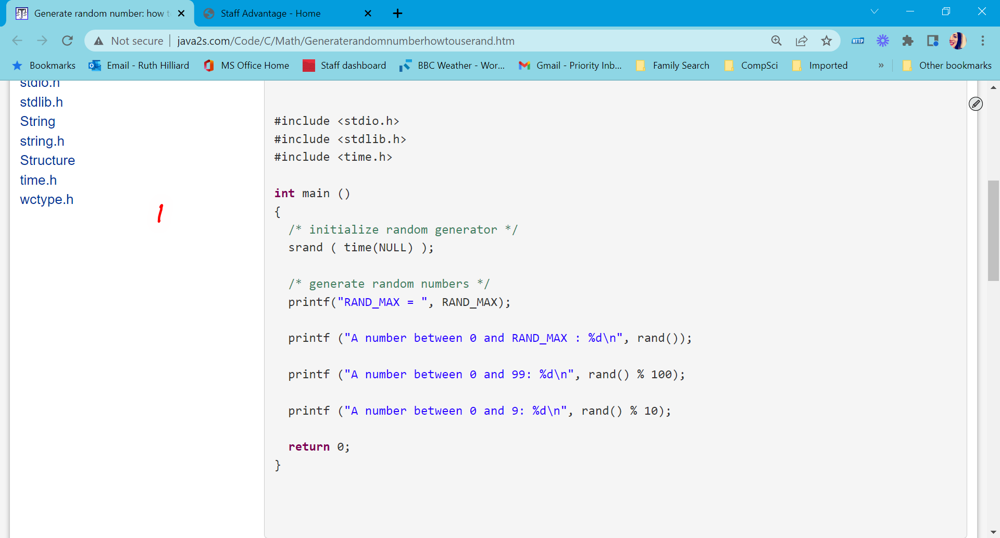 Generate random number: how t
Staff Advantage - Home
Not secure
java2s.com/Code/C/Math/Generaterandomnumberhowtouserand.htm
HTTP
Bookmarks
Email - Ruth Hilliard
MS Office Home
Staff dashboard
BBC Weather - Wor...
Gmail - Priority Inb...
Family Search
CompSci
Imported
»
Other bookmarks
stdio.h
stdlib.h
String
string.h
Structure
time.h
wctype.h
#include <stdio.h>
#include <stdlib.h>
#include <time.h>
int main ()
{
/* initialize random generator */
srand ( time(NULL) );
/* generate random numbers */
printf("RAND_MAX = ", RAND_MAX);
printf ("A number between 0 and RAND_MAX : %d\n", rand());
printf ("A number between 0 and 99: %d\n", rand() % 100);
printf ("A number between 0 and 9: %d\n", rand() % 10);
return 0;
}